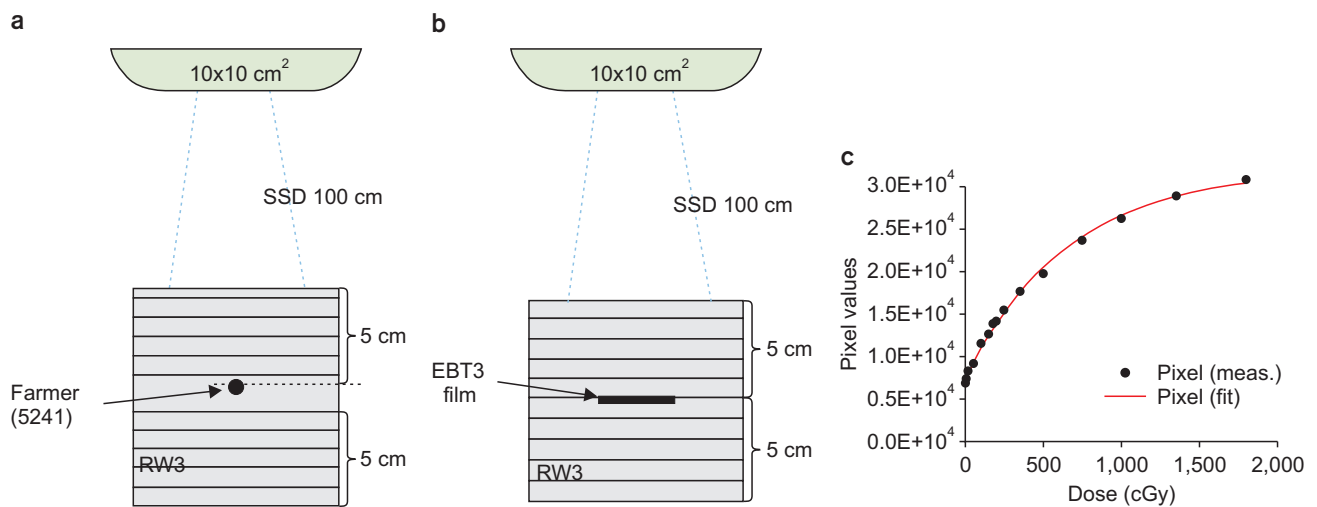 a
10x10 cm²
SSD 100 cm
5 cm
Farmer
(5241)
RW3
5 cm
b
10x10 cm²
SSD 100 cm
5 cm
EBT3
film
RW3
5 cm
c
Pixel values
3.0E+10⁴
2.5E+10⁴
2.0E+10⁴
1.5E+10⁴
1.0E+10⁴
0.5E+10⁴
0.0E+10⁴
Pixel (meas.)
Pixel (fit)
0 500 1,000 1,500 2,000
Dose (cGy)